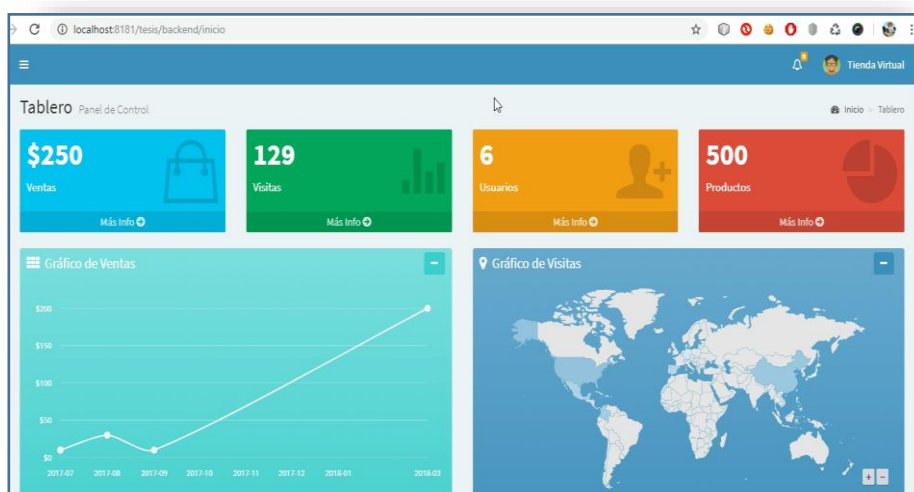 localhost:8181/tesis/backend/inicio
Tienda Virtual
Tablero Panel de Control
Inicio > Tablero
$250
Ventas
Más Info
129
Visitas
Más Info
6
Usuarios
Más Info
500
Productos
Más Info
Gráfico de Ventas
$200
$150
$100
$50
$0
2017-07 2017-08 2017-09 2017-10 2017-11 2017-12 2018-01 2018-03
Gráfico de Visitas
+ -